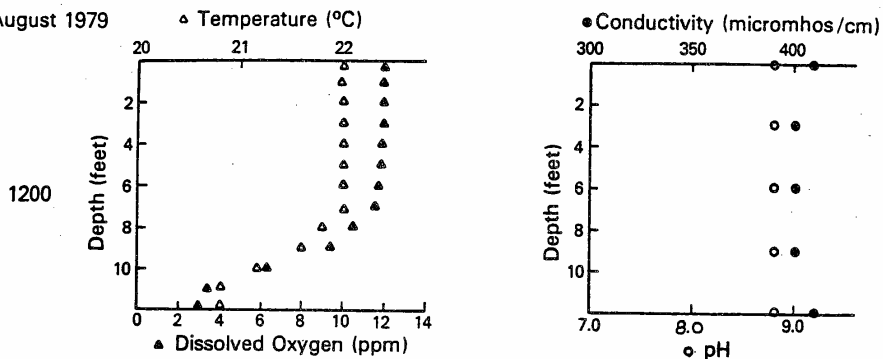 August 1979
△ Temperature (ºC)
20 21 22
2
4
6
8
10
Depth (feet)
1200
0 2 4 6 8 10 12 14
▲ Dissolved Oxygen (ppm)
● Conductivity (micromhos/cm)
300 350 400
2
4
6
8
10
Depth (feet)
7.0 8.0 9.0
o pH